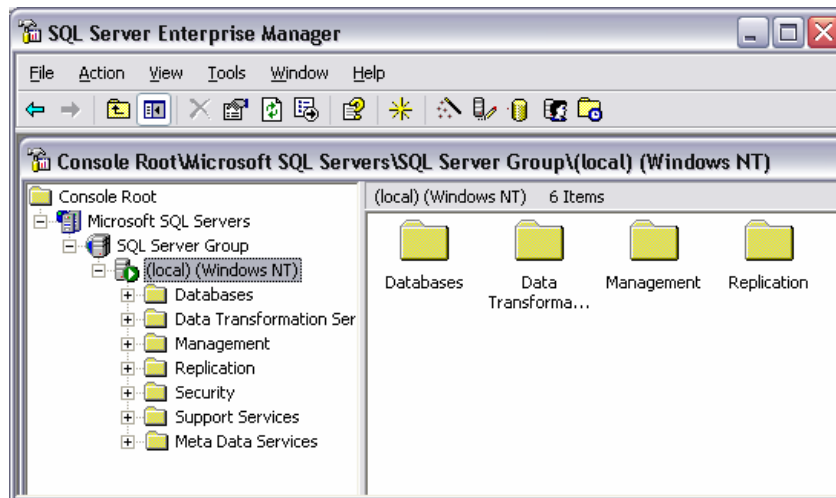 SQL Server Enterprise Manager
File Action View Tools Window Help
Console Root\Microsoft SQL Servers\SQL Server Group\(local) (Windows NT)
Console Root
Microsoft SQL Servers
SQL Server Group
(local) (Windows NT)
Databases
Data Transformation Ser
Management
Replication
Security
Support Services
Meta Data Services
(local) (Windows NT) 6 Items
Databases
Data
Transforma...
Management
Replication